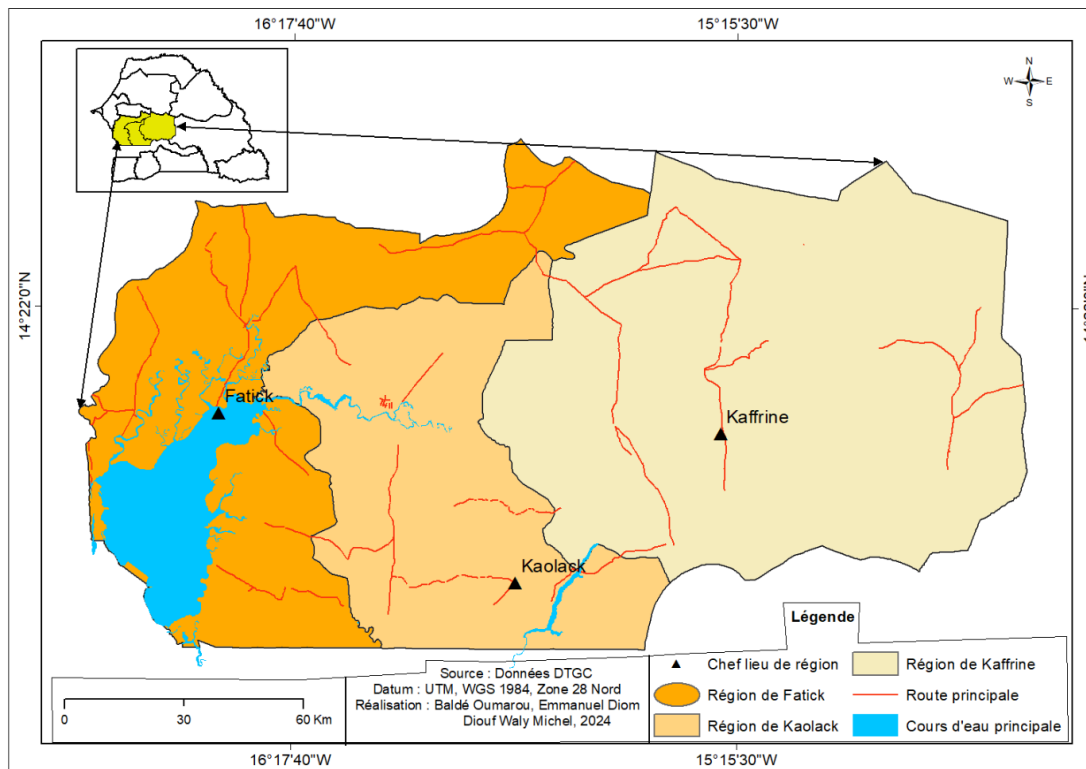 16°17'40"W
15°15'30"W
N
W E
S
14°22'0"N
Fatick
Kaffrine
Kaolack
Légende
Chef lieu de région
Région de Kaffrine
Région de Fatick
Route principale
Région de Kaolack
Cours d'eau principale
0 30 60 Km
Source : Données DTGC
Datum : UTM, WGS 1984, Zone 28 Nord
Réalisation : Baldé Oumarou, Emmanuel Diom
Diouf Waly Michel, 2024
16°17'40"W
15°15'30"W